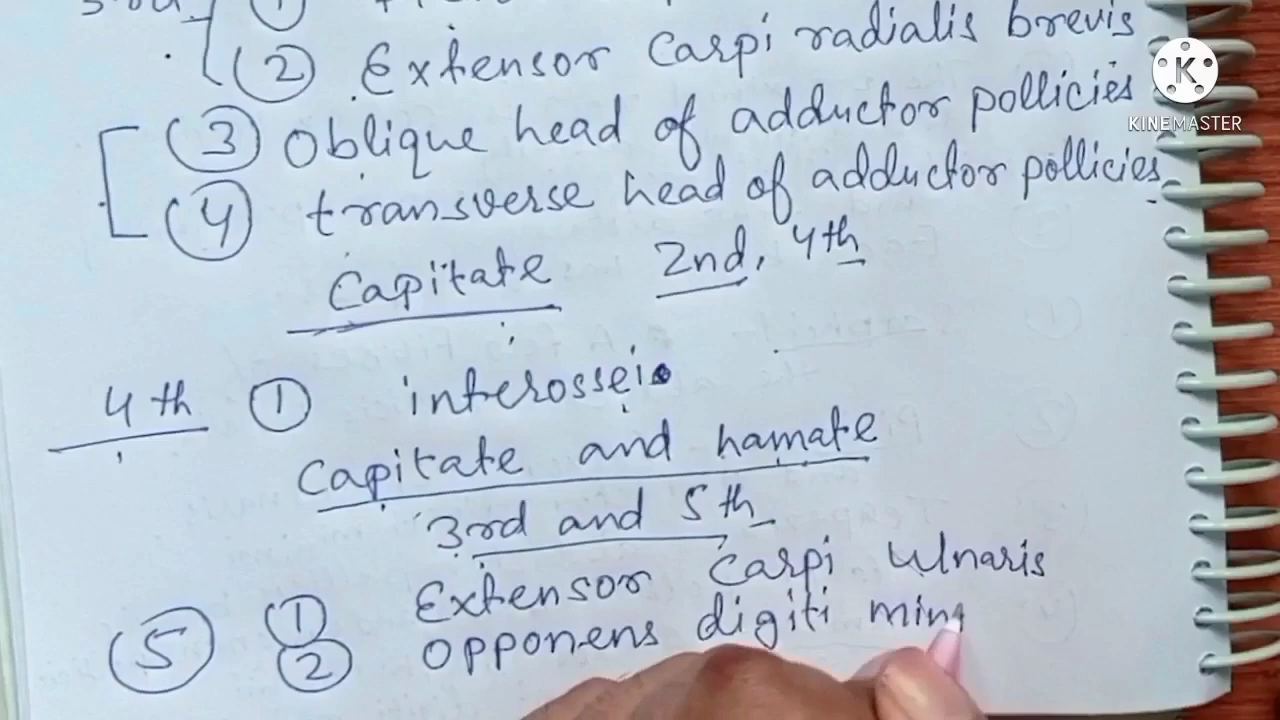 (2) Extensor Carpi radialis brevis
(3) Oblique head of adductor pollicies
(4) transverse head of adductor pollicies
Capitate 2nd, 4th
4th (1) interossei
Capitate and hamate
3rd and 5th
(1) Extensor Carpi Ulnaris
(5) (2) opponens digiti mini
K
KINEMASTER